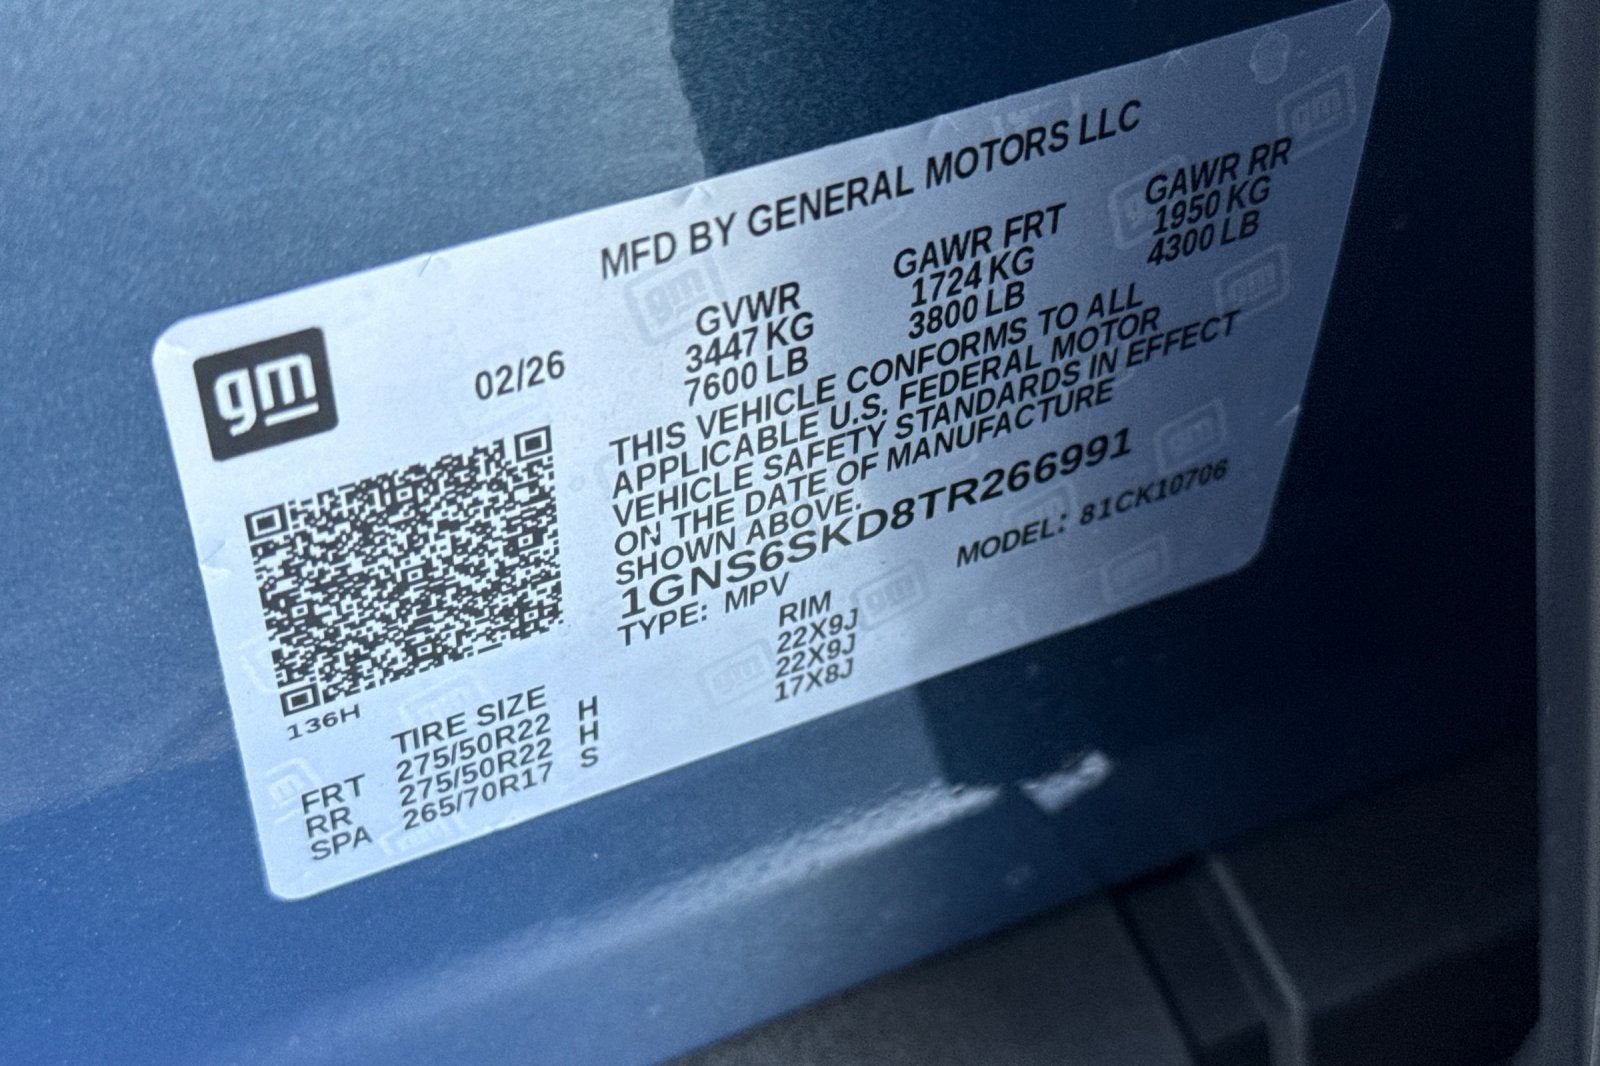 MFD BY GENERAL MOTORS LLC
gm
02/26
GVWR GAWR FRT GAWR RR
3447 KG 1724 KG 1950 KG
7600 LB 3800 LB 4300 LB
THIS VEHICLE CONFORMS TO ALL
APPLICABLE U.S. FEDERAL MOTOR
VEHICLE SAFETY STANDARDS IN EFFECT
ON THE DATE OF MANUFACTURE
SHOWN ABOVE.
1GNS6SKD8TR266991
TYPE: MPV MODEL: 81CK10706
136H
TIRE SIZE RIM
FRT 275/50R22 H 22X9J
RR 275/50R22 H 22X9J
SPA 265/70R17 S 17X8J